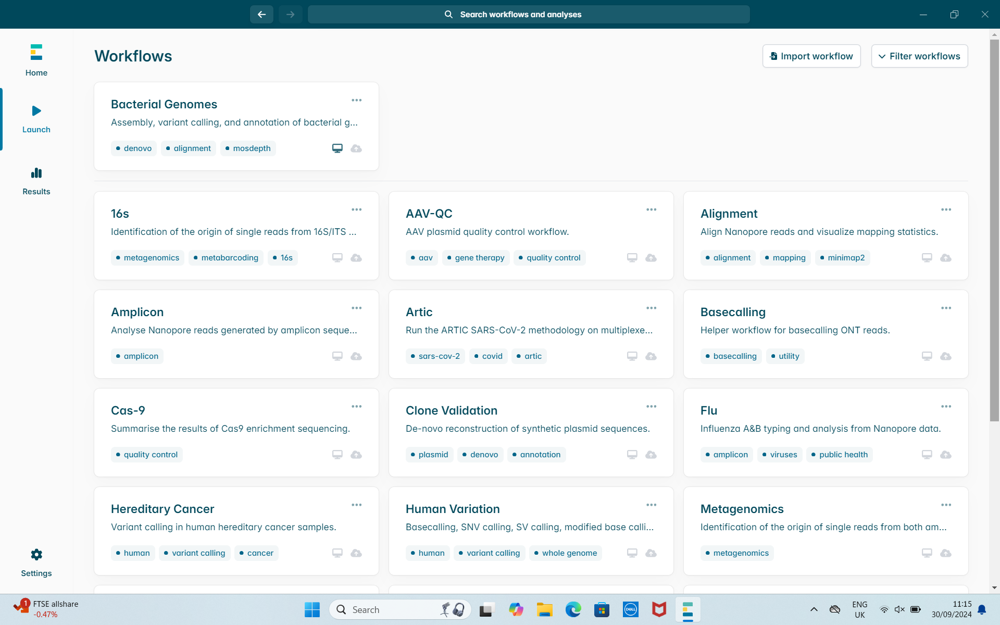 Search workflows and analyses
Home
Launch
Results
Settings
Workflows
Import workflow
Filter workflows
Bacterial Genomes
Assembly, variant calling, and annotation of bacterial g...
denovo alignment mosdepth
16s
Identification of the origin of single reads from 16S/ITS ...
metagenomics metabarcoding 16s
AAV-QC
AAV plasmid quality control workflow.
aav gene therapy quality control
Alignment
Align Nanopore reads and visualize mapping statistics.
alignment mapping minimap2
Amplicon
Analyse Nanopore reads generated by amplicon seque...
amplicon
Artic
Run the ARTIC SARS-CoV-2 methodology on multiplexe...
sars-cov-2 covid artic
Basecalling
Helper workflow for basecalling ONT reads.
basecalling utility
Cas-9
Summarise the results of Cas9 enrichment sequencing.
quality control
Clone Validation
De-novo reconstruction of synthetic plasmid sequences.
plasmid denovo annotation
Flu
Influenza A&B typing and analysis from Nanopore data.
amplicon viruses public health
Hereditary Cancer
Variant calling in human hereditary cancer samples.
human variant calling cancer
Human Variation
Basecalling, SNV calling, SV calling, modified base calli...
human variant calling whole genome
Metagenomics
Identification of the origin of single reads from both am...
metagenomics
1
FTSE allshare
-0.47%
Search
DELL
ENG
UK
11:15
30/09/2024